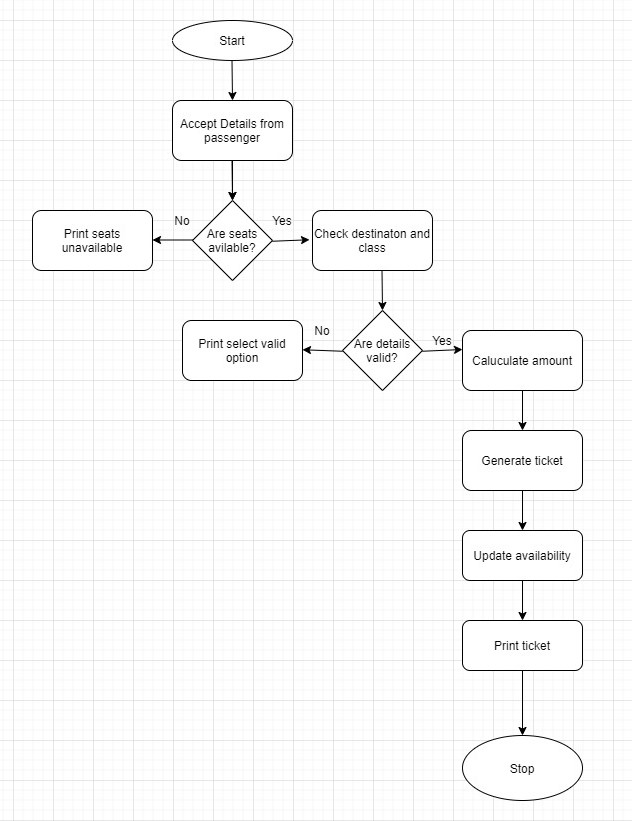 Start
Accept Details from
passenger
No
Yes
Print seats
unavailable
Are seats
avilable?
Check destinaton and
class
No
Yes
Print select valid
option
Are details
valid?
Caluculate amount
Generate ticket
Update availability
Print ticket
Stop